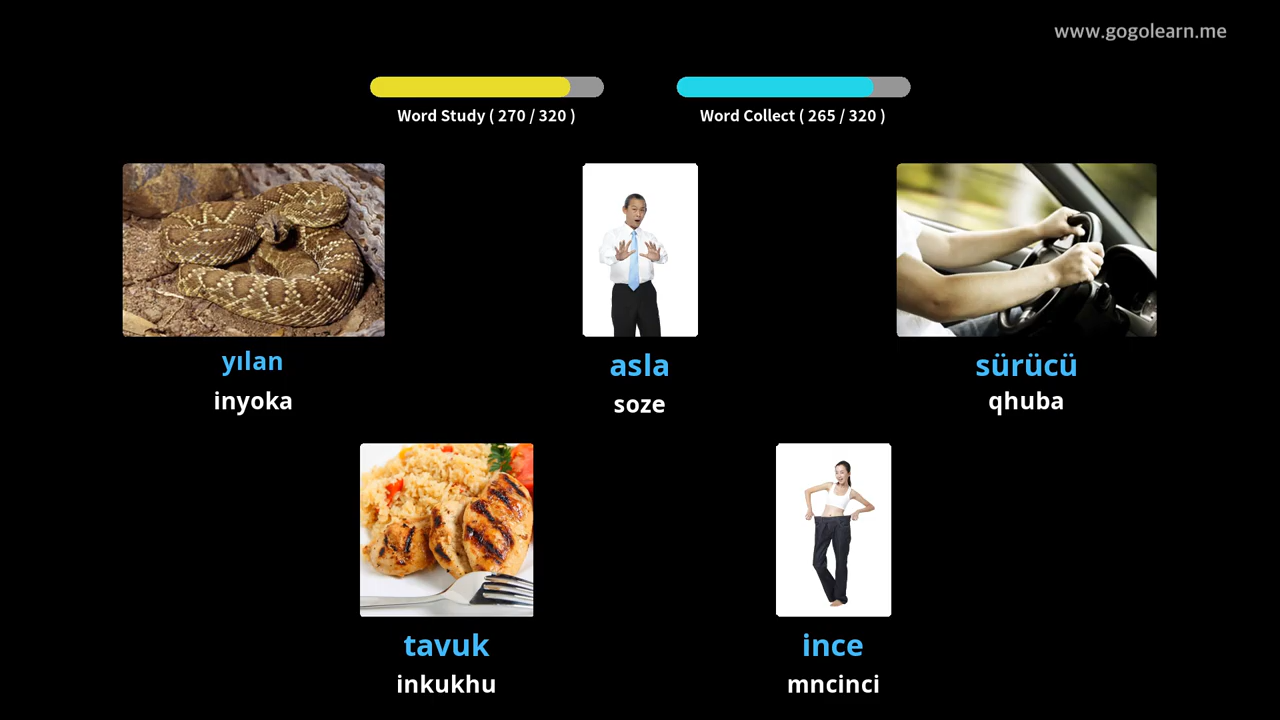 www.gogolearn.me
Word Study ( 270 / 320 )
Word Collect ( 265 / 320 )
yılan
inyoka
asla
soze
sürücü
qhuba
tavuk
inkukhu
ince
mncinci